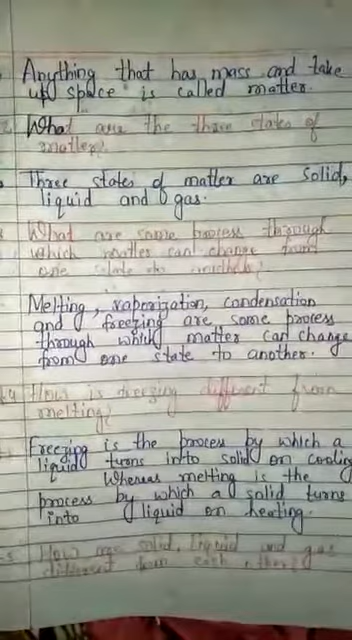 Anything that has mass and take
up space is called matter.
What are the three states of
matter?
Three states of matter are solid,
liquid and gas.
What are some process through
which matter can change from
one state to another?
Melting, vaporization, condensation
and freezing are some process
through which matter can change
from one state to another.
How is freezing different from
melting?
Freezing is the process by which a
liquid turns into solid on cooling
Whereas melting is the
process by which a solid turns
into liquid on heating.
How are solid, liquid and gas
different from each other?